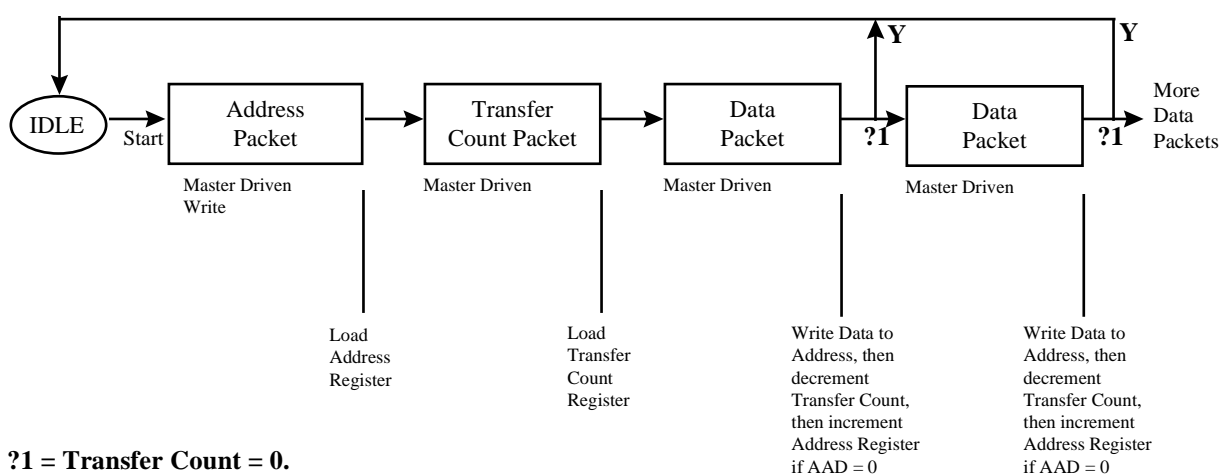 Y
Y
IDLE
Start
Address
Packet
Transfer
Count Packet
Data
Packet
?1
Data
Packet
?1
More
Data
Packets
Master Driven
Write
Master Driven
Master Driven
Master Driven
Load
Address
Register
Load
Transfer
Count
Register
Write Data to
Address, then
decrement
Transfer Count,
then increment
Address Register
if AAD = 0
Write Data to
Address, then
decrement
Transfer Count,
then increment
Address Register
if AAD = 0
?1 = Transfer Count = 0.